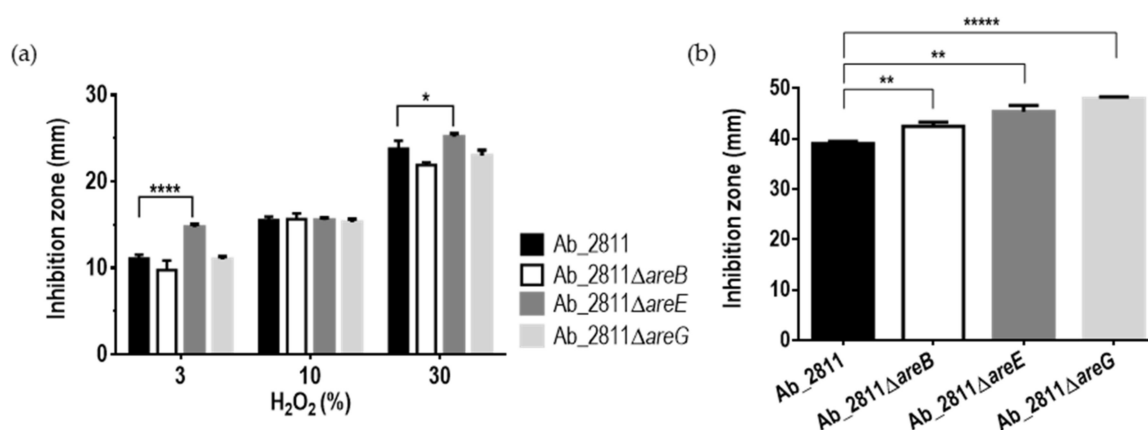 (a)
Inhibition zone (mm)
30
20
10
0
****
*
3
10
30
H₂O₂ (%)
Ab_2811
Ab_2811ΔareB
Ab_2811ΔareE
Ab_2811ΔareG
(b)
Inhibition zone (mm)
50
40
30
20
10
0
*****
**
**
Ab_2811
Ab_2811ΔareB
Ab_2811ΔareE
Ab_2811ΔareG